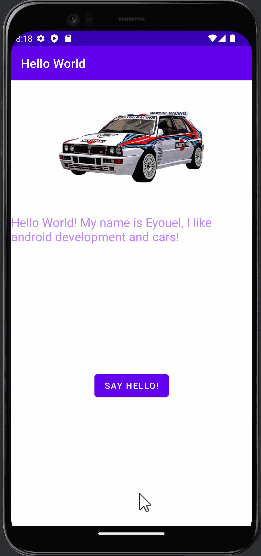 8:18
Hello World
Hello World! My name is Eyouel, I like
android development and cars!
SAY HELLO!